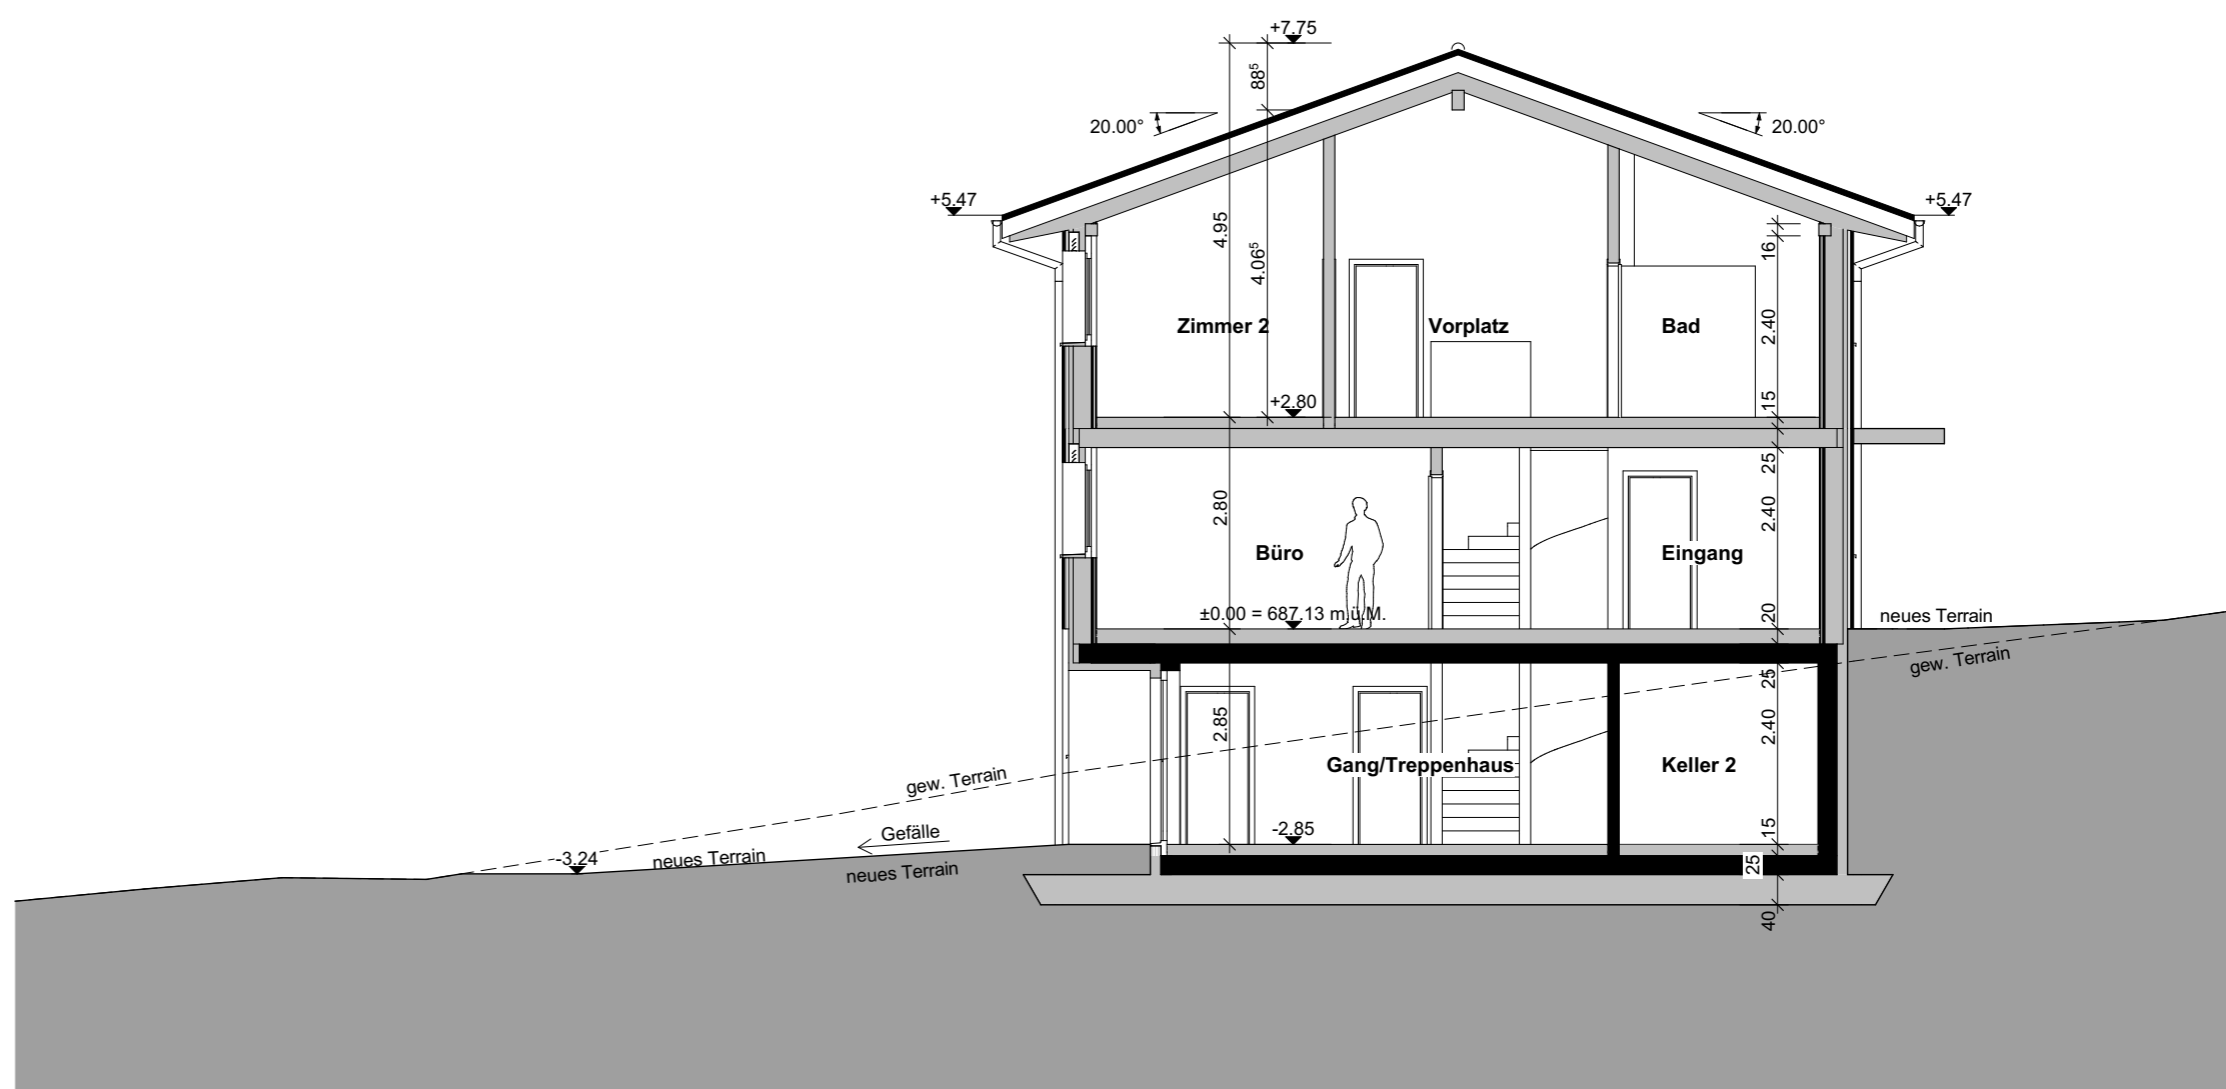 +7.75
88⁵
20.00°
20.00°
+5.47
+5.47
4.95
4.06⁵
16
Zimmer 2
Vorplatz
Bad
2.40
+2.80
15
25
2.80
2.40
Büro
Eingang
±0.00 = 687.13 m.ü.M.
20
neues Terrain
gew. Terrain
25
2.85
2.40
Gang/Treppenhaus
Keller 2
gew. Terrain
Gefälle
-2.85
15
-3.24
neues Terrain
neues Terrain
25
40